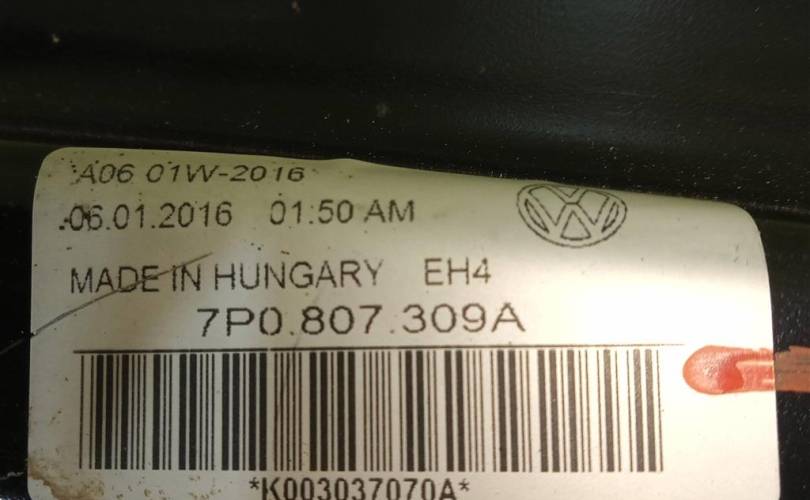 A06 01W-2016
.06.01.2016 01:50 AM
MADE IN HUNGARY EH4
7P0.807.309A
*K003037070A*